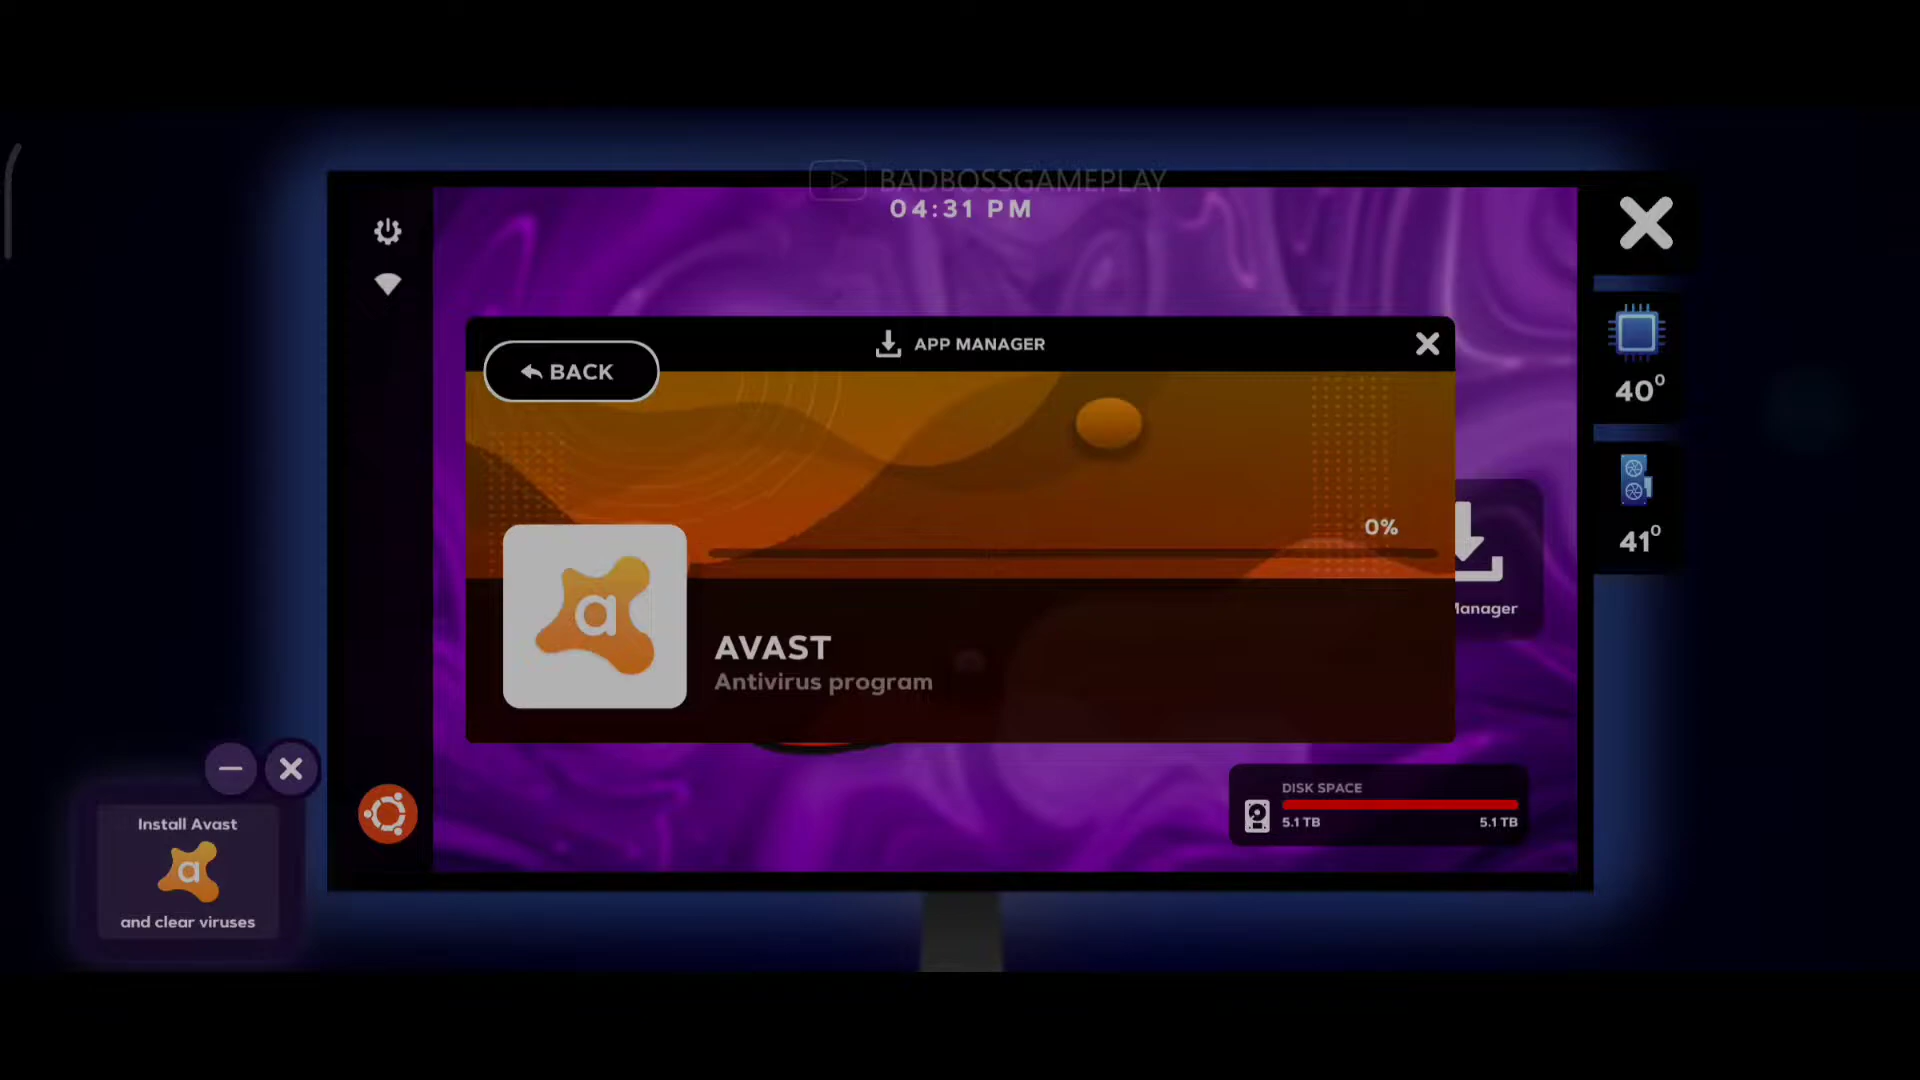 BADBOSSGAMEPLAY
04:31 PM
APP MANAGER
BACK
40°
0%
41°
Manager
a
AVAST
Antivirus program
DISK SPACE
5.1 TB 5.1 TB
Install Avast
a
and clear viruses